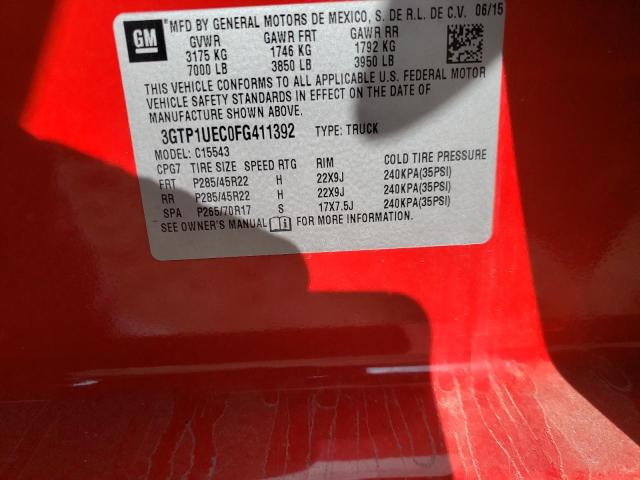 GM
®MFD BY GENERAL MOTORS DE MEXICO, S. DE R.L. DE C.V. 06/15
GVWR GAWR FRT GAWR RR
3175 KG 1746 KG 1792 KG
7000 LB 3850 LB 3950 LB
THIS VEHICLE CONFORMS TO ALL APPLICABLE U.S. FEDERAL MOTOR
VEHICLE SAFETY STANDARDS IN EFFECT ON THE DATE OF
MANUFACTURE SHOWN ABOVE.
3GTP1UEC0FG411392 TYPE: TRUCK
MODEL: C15543
CPG7 TIRE SIZE SPEED RTG RIM COLD TIRE PRESSURE
FRT P285/45R22 H 22X9J 240KPA(35PSI)
RR P285/45R22 H 22X9J 240KPA(35PSI)
SPA P265/70R17 S 17X7.5J 240KPA(35PSI)
SEE OWNER'S MANUAL FOR MORE INFORMATION.